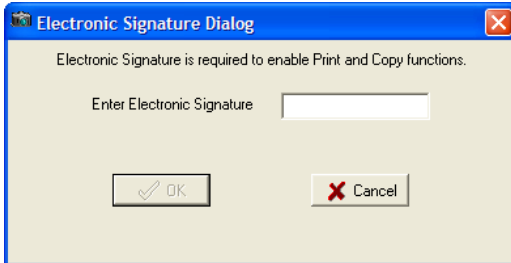 Electronic Signature Dialog
Electronic Signature is required to enable Print and Copy functions.
Enter Electronic Signature
OK Cancel